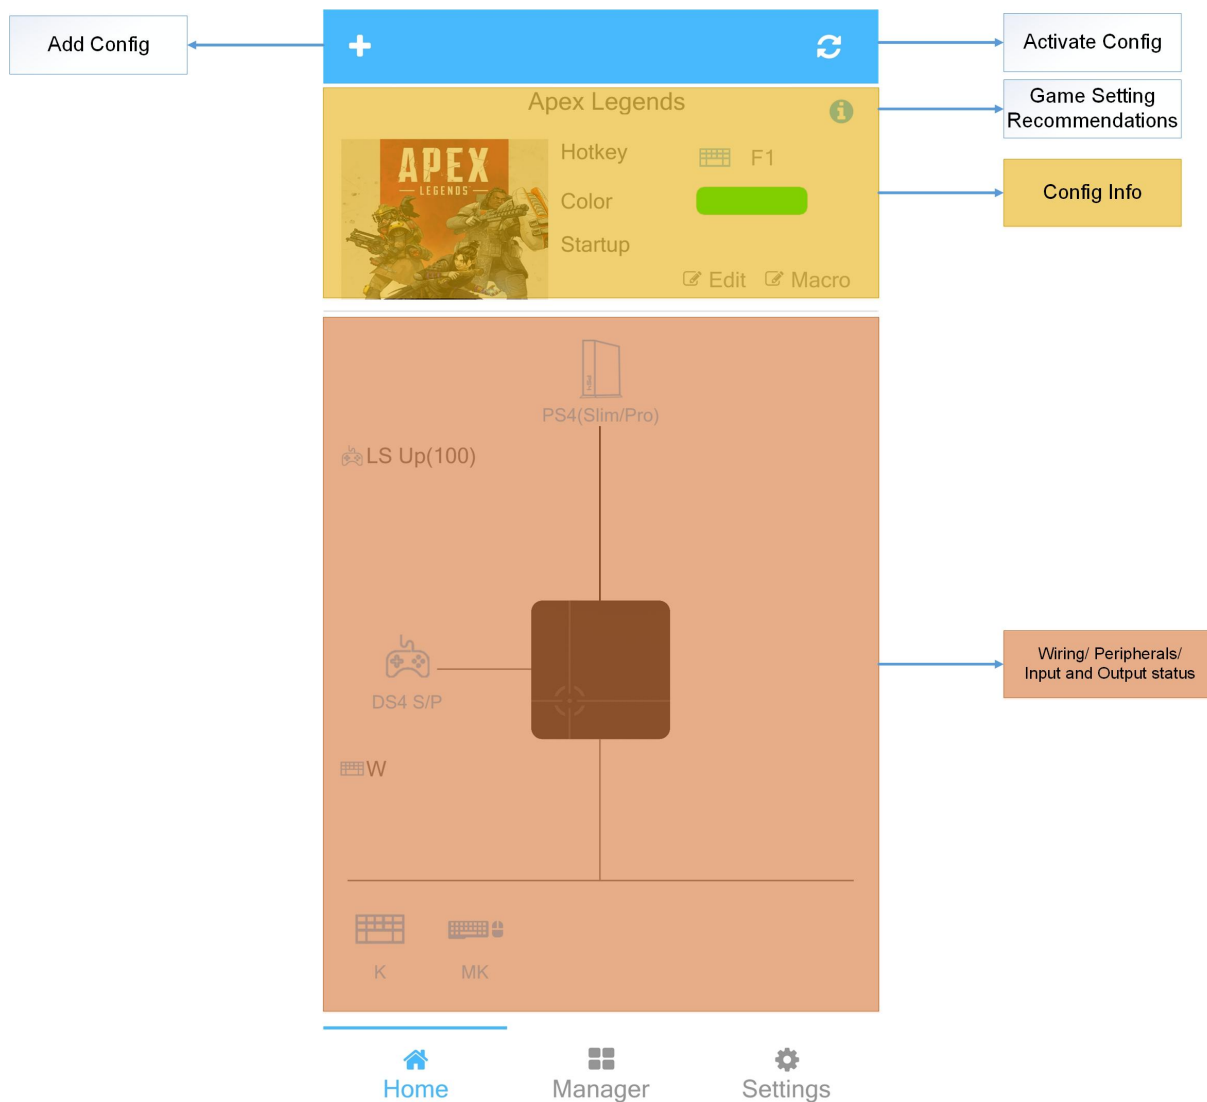 Add Config
Activate Config
Apex Legends
Game Setting
Recommendations
APEX
LEGENDS
Hotkey
F1
Color
Config Info
Startup
Edit
Macro
PS4(Slim/Pro)
LS Up(100)
DS4 S/P
Wiring/ Peripherals/
Input and Output status
W
K
MK
Home
Manager
Settings